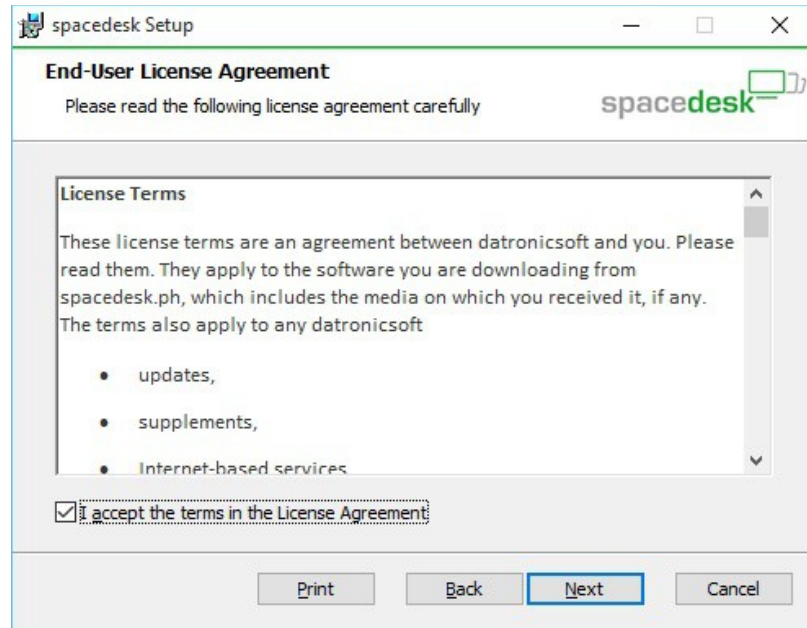 spacedesk Setup
End-User License Agreement
Please read the following license agreement carefully
spacedesk
License Terms
These license terms are an agreement between datronicsoft and you. Please
read them. They apply to the software you are downloading from
spacedesk.ph, which includes the media on which you received it, if any.
The terms also apply to any datronicsoft
• updates,
• supplements,
• Internet-based services
I accept the terms in the License Agreement
Print Back Next Cancel